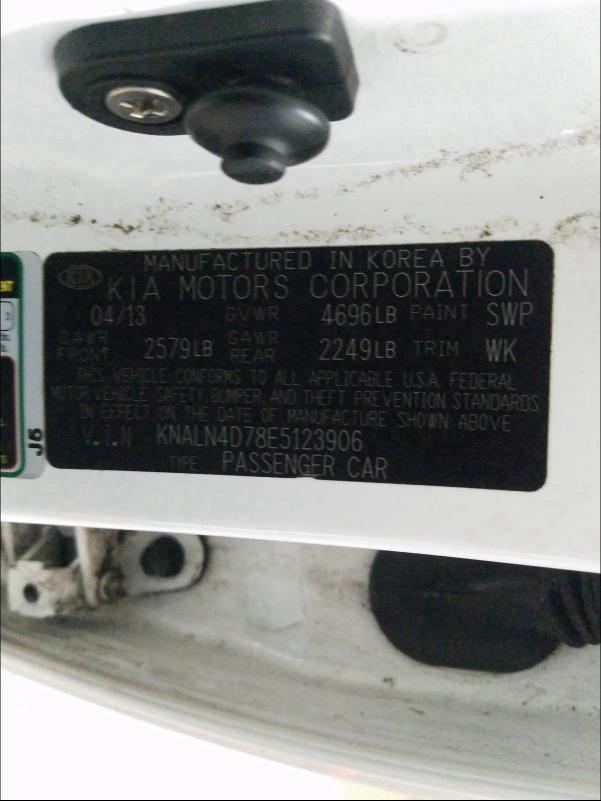 MANUFACTURED IN KOREA BY
KIA KIA MOTORS CORPORATION
04/13 GVWR 4696LB PAINT SWP
GAWR FRONT 2579LB GAWR REAR 2249LB TRIM WK
THIS VEHICLE CONFORMS TO ALL APPLICABLE U.S.A. FEDERAL
MOTOR VEHICLE SAFETY, BUMPER, AND THEFT PREVENTION STANDARDS
IN EFFECT ON THE DATE OF MANUFACTURE SHOWN ABOVE
V.I.N KNALN4D78E5123906
TYPE PASSENGER CAR
J5